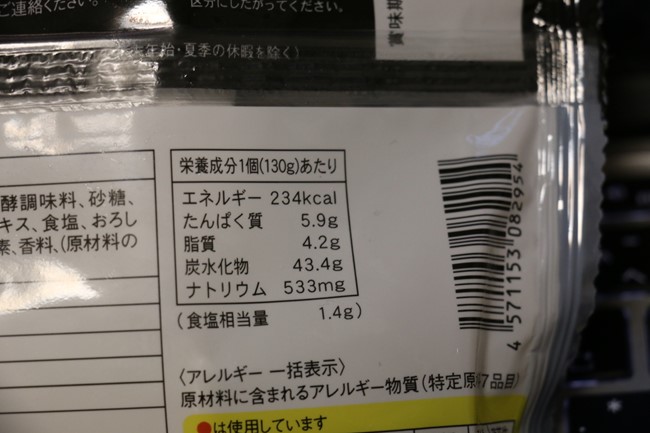 ご連絡ください。
区分にしたがってください。
賞味期
年始・夏季の休暇を除く)
酵調味料、砂糖、
キス、食塩、おろし
素、香料、(原材料の
栄養成分1個(130g)あたり
エネルギー 234kcal
たんぱく質 5.9g
脂質 4.2g
炭水化物 43.4g
ナトリウム 533mg
(食塩相当量 1.4g)
4 571153 082954
〈アレルギー 一括表示〉
原材料に含まれるアレルギー物質(特定原 7品目
●は使用しています